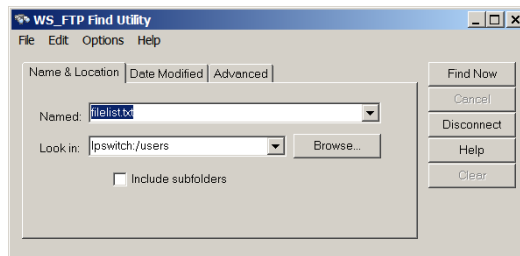 WS_FTP Find Utility
File Edit Options Help
Name & Location Date Modified Advanced
Named: filelist.txt
Look in: Ipswitch:/users Browse...
Include subfolders
Find Now
Cancel
Disconnect
Help
Clear